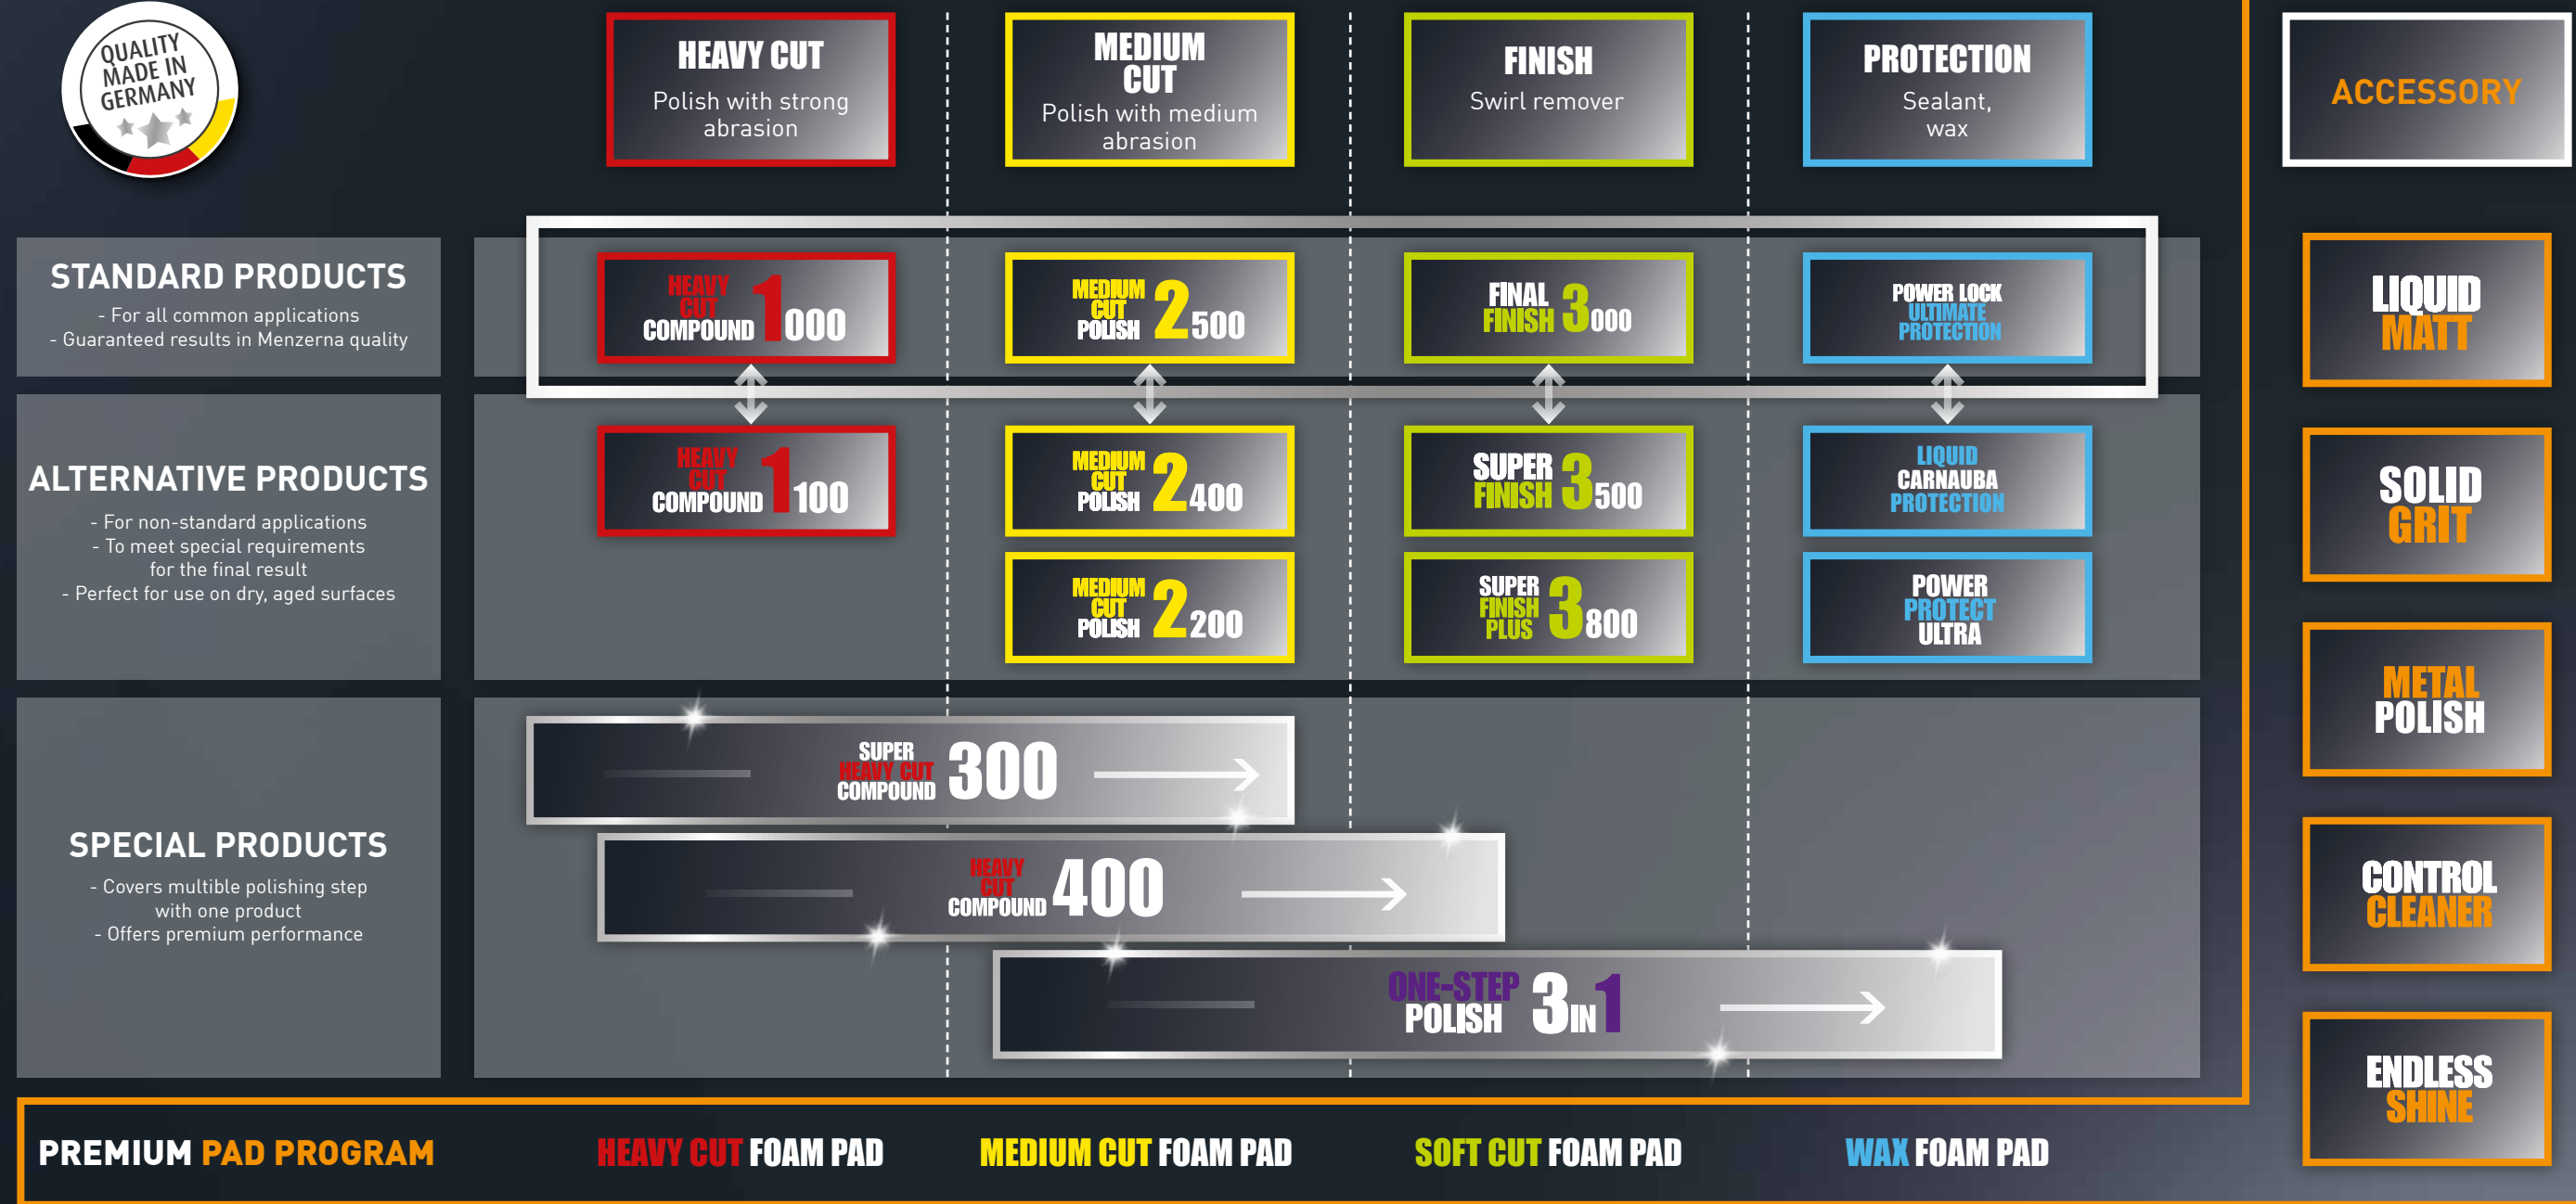 QUALITY
MADE IN
GERMANY
HEAVY CUT
Polish with strong
abrasion
MEDIUM
CUT
Polish with medium
abrasion
FINISH
Swirl remover
PROTECTION
Sealant,
wax
ACCESSORY
STANDARD PRODUCTS
- For all common applications
- Guaranteed results in Menzerna quality
HEAVY
CUT
COMPOUND 1000
MEDIUM
CUT
POLISH 2500
FINAL
FINISH 3000
POWER LOCK
ULTIMATE
PROTECTION
ALTERNATIVE PRODUCTS
- For non-standard applications
- To meet special requirements
for the final result
- Perfect for use on dry, aged surfaces
HEAVY
CUT
COMPOUND 1100
MEDIUM
CUT
POLISH 2400
SUPER
FINISH 3500
LIQUID
CARNAUBA
PROTECTION
MEDIUM
CUT
POLISH 2200
SUPER
FINISH
PLUS 3800
POWER
PROTECT
ULTRA
SPECIAL PRODUCTS
- Covers multible polishing step
with one product
- Offers premium performance
SUPER
HEAVY CUT
COMPOUND 300
HEAVY
CUT
COMPOUND 400
ONE-STEP
POLISH 3IN1
LIQUID
MATT
SOLID
GRIT
METAL
POLISH
CONTROL
CLEANER
ENDLESS
SHINE
PREMIUM PAD PROGRAM
HEAVY CUT FOAM PAD
MEDIUM CUT FOAM PAD
SOFT CUT FOAM PAD
WAX FOAM PAD